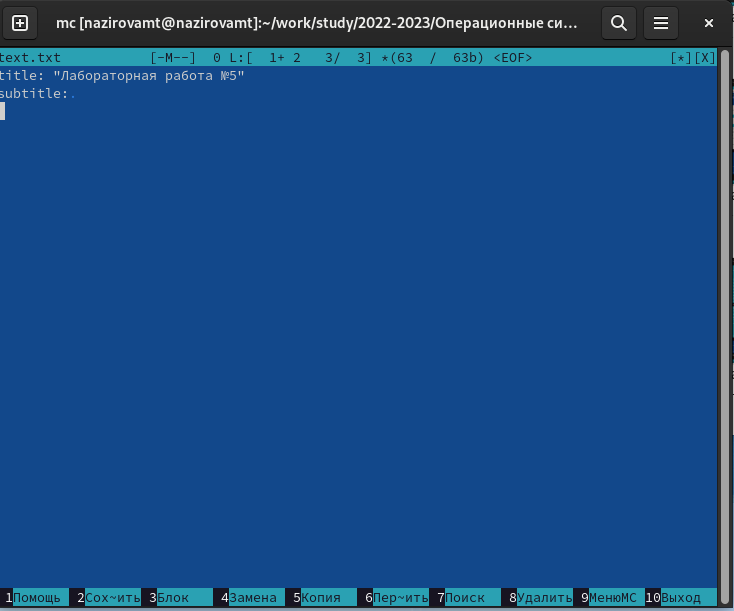 mc [nazirovamt@nazirovamt]:~/work/study/2022-2023/Операционные си…
text.txt [-M--] 0 L:[ 1+ 2 3/ 3] *(63 / 63b) <EOF> [*][X]
title: "Лабораторная работа №5"
subtitle:.
1Помощь 2Сох~ить 3Блок 4Замена 5Копия 6Пер~ить 7Поиск 8Удалить 9МенюМС 10Выход